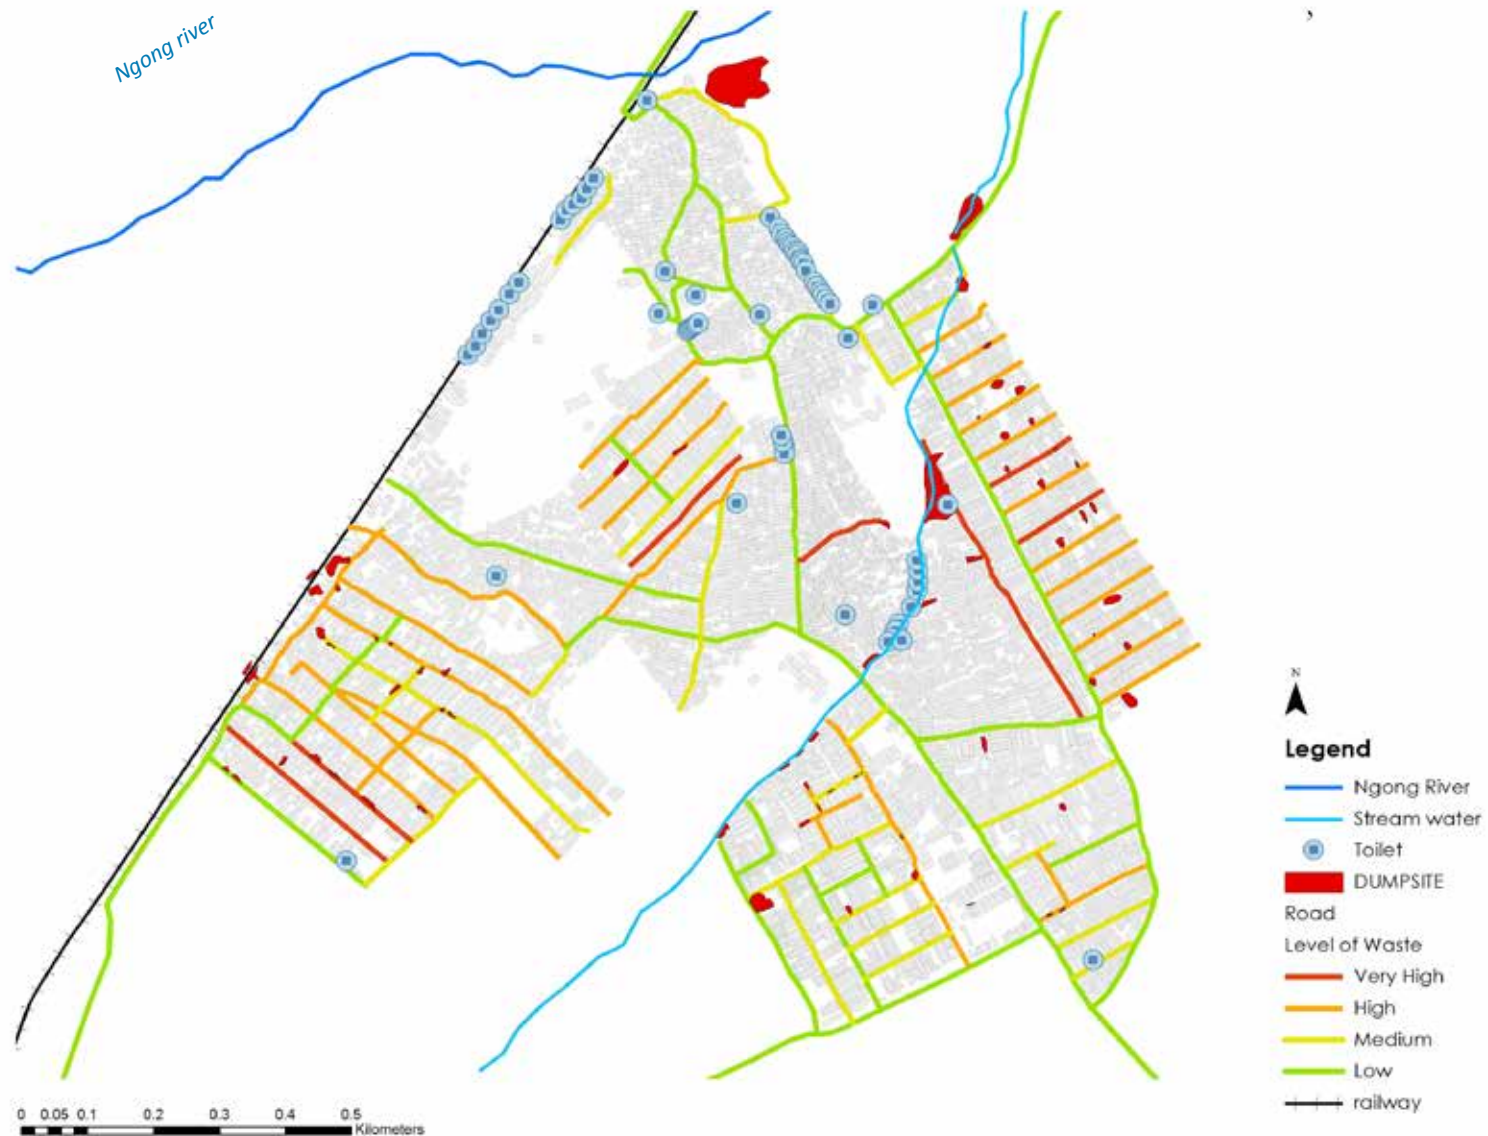 ,
Ngong river
N
Legend
Ngong River
Stream water
Toilet
DUMPSITE
Road
Level of Waste
Very High
High
Medium
Low
railway
0 0.05 0.1 0.2 0.3 0.4 0.5
Kilometers